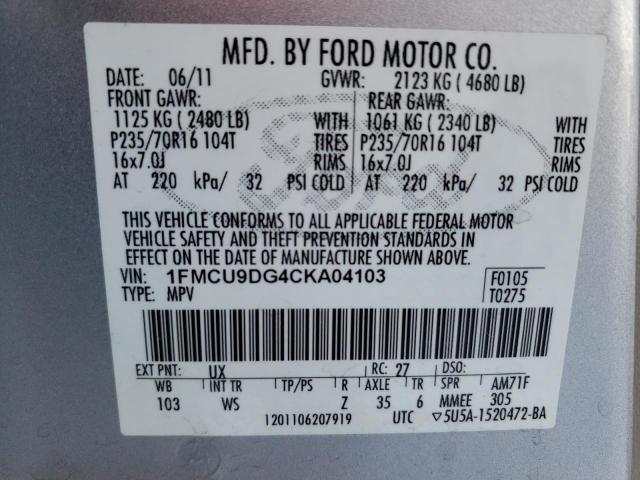 MFD. BY FORD MOTOR CO.
DATE: 06/11 GVWR: 2123 KG ( 4680 LB)
FRONT GAWR: REAR GAWR:
1125 KG ( 2480 LB) WITH 1061 KG ( 2340 LB) WITH
P235/70R16 104T TIRES P235/70R16 104T TIRES
16x7.0J RIMS 16x7.0J RIMS
AT 220 kPa/ 32 PSI COLD AT 220 kPa/ 32 PSI COLD
THIS VEHICLE CONFORMS TO ALL APPLICABLE FEDERAL MOTOR
VEHICLE SAFETY AND THEFT PREVENTION STANDARDS IN
EFFECT ON THE DATE OF MANUFACTURE SHOWN ABOVE.
VIN: 1FMCU9DG4CKA04103 F0105
TYPE: MPV T0275
EXT PNT: UX RC: 27 DSO:
WB INT TR TP/PS R AXLE TR SPR AM71F
103 WS Z 35 6 MMEE 305
1201106207919 UTC ▽5U5A-1520472-BA